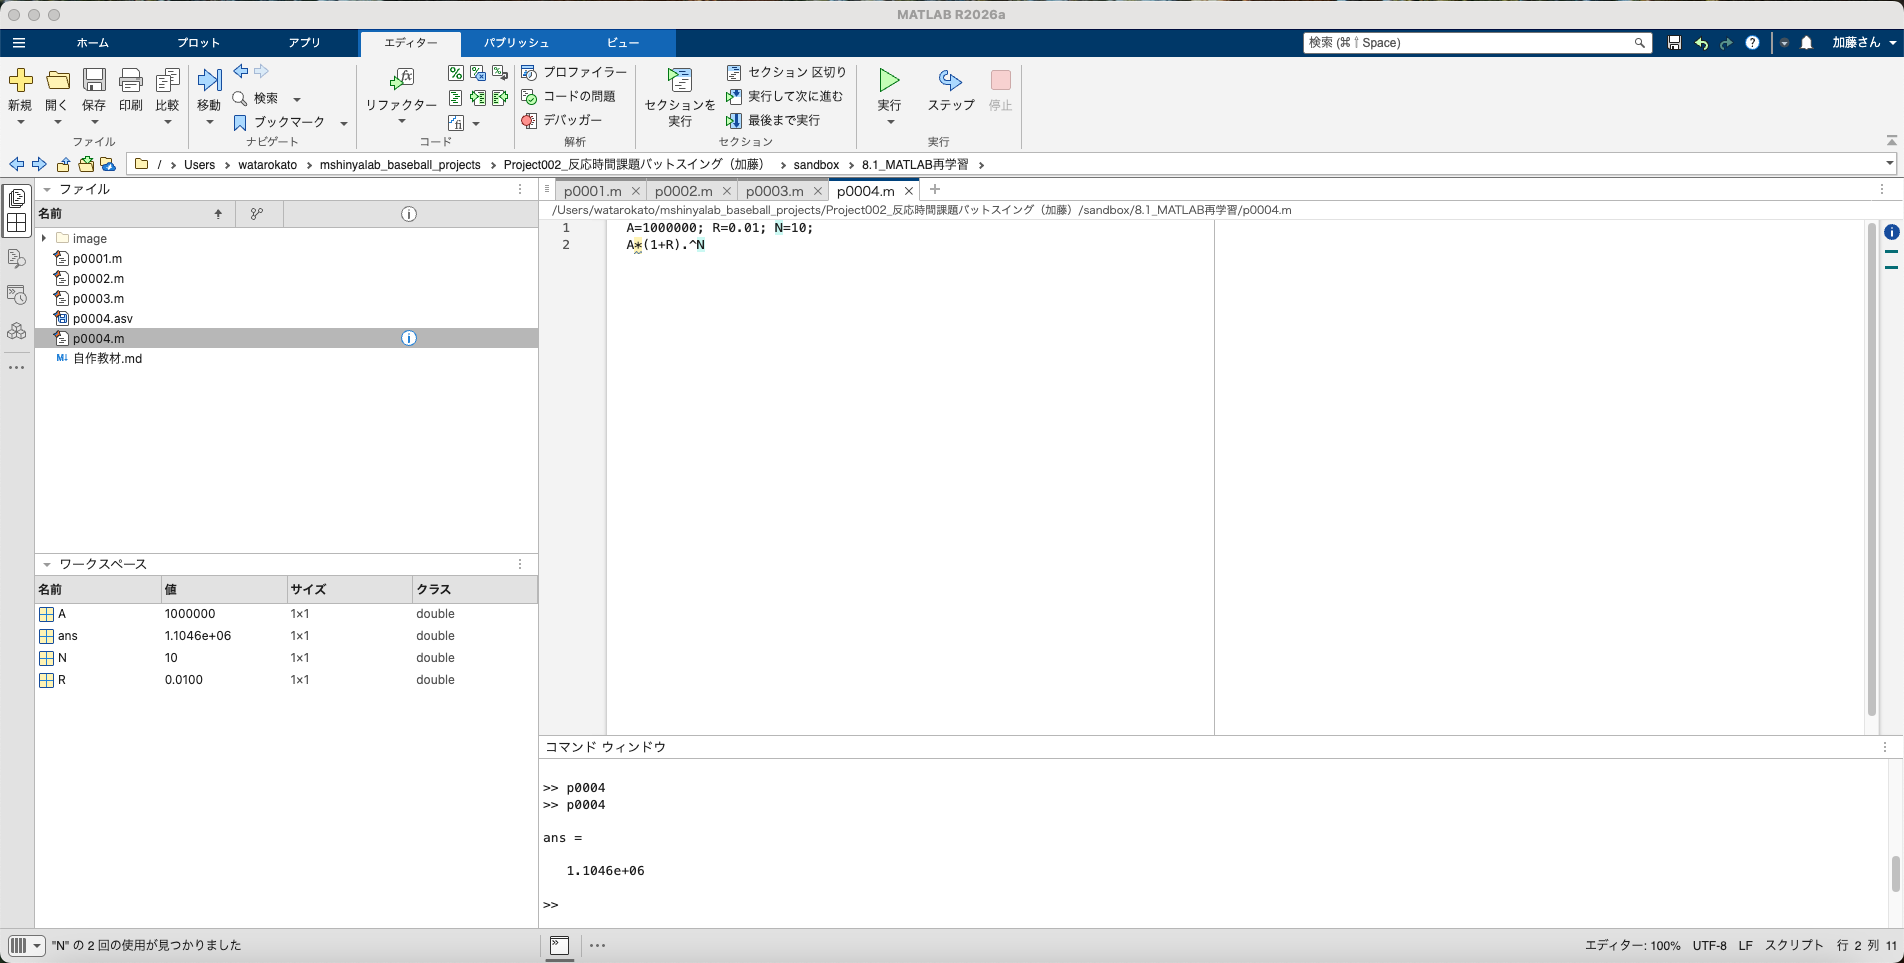 MATLAB R2026a
ホーム プロット アプリ エディター パブリッシュ ビュー 検索 (⌘⇧Space) 加藤さん
新規 開く 保存 印刷 比較
ファイル
移動 検索 ブックマーク
ナビゲート
リファクター
コード
プロファイラー
コードの問題
デバッガー
解析
セクションを
実行
セクション 区切り
実行して次に進む
最後まで実行
セクション
実行 ステップ 停止
実行
/ › Users › watarokato › mshinyalab_baseball_projects › Project002_反応時間課題バットスイング（加藤） › sandbox › 8.1_MATLAB再学習 ›
ファイル
名前
image
p0001.m
p0002.m
p0003.m
p0004.asv
p0004.m
自作教材.md
ワークスペース
名前 値 サイズ クラス
A 1000000 1×1 double
ans 1.1046e+06 1×1 double
N 10 1×1 double
R 0.0100 1×1 double
p0001.m × p0002.m × p0003.m × p0004.m × +
/Users/watarokato/mshinyalab_baseball_projects/Project002_反応時間課題バットスイング（加藤）/sandbox/8.1_MATLAB再学習/p0004.m
1 A=1000000; R=0.01; N=10;
2 A*(1+R).^N
コマンド ウィンドウ
>> p0004
>> p0004
ans =
1.1046e+06
>>
"N" の 2 回の使用が見つかりました
エディター: 100% UTF-8 LF スクリプト 行 2 列 11